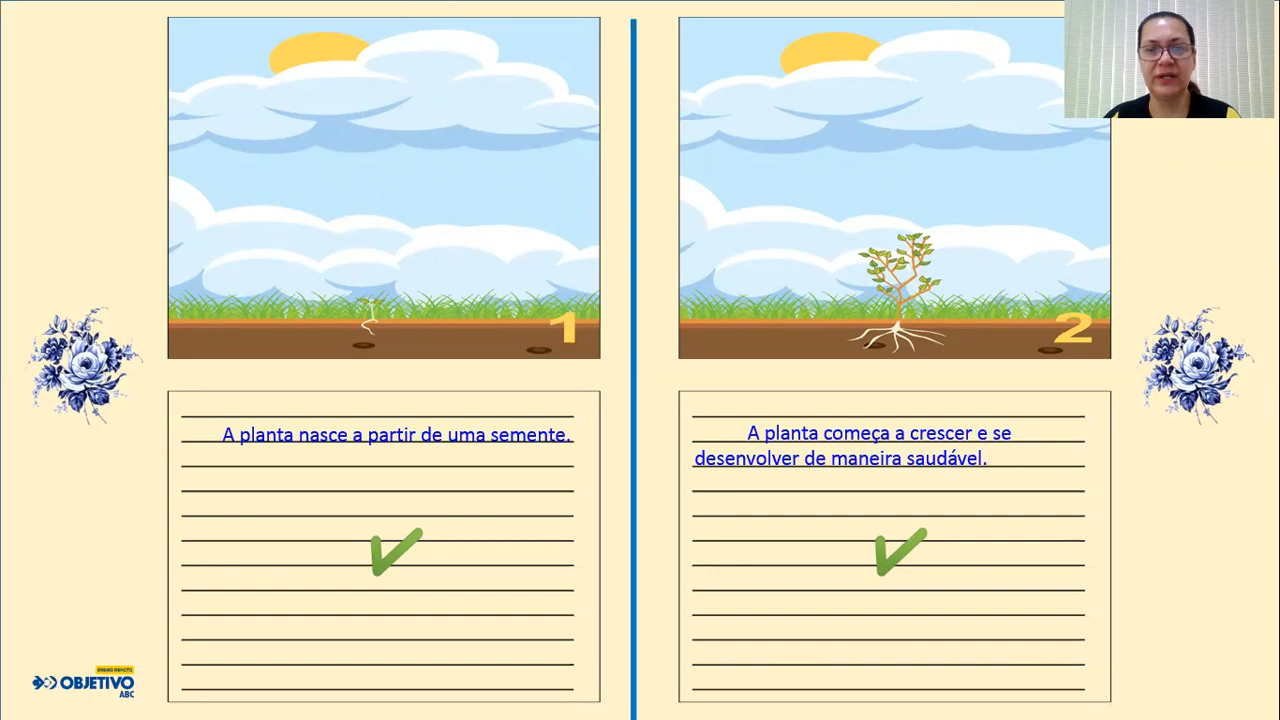 1
2
A planta nasce a partir de uma semente.
A planta começa a crescer e se
desenvolver de maneira saudável.
ENSINO REMOTO
OBJETIVO
ABC